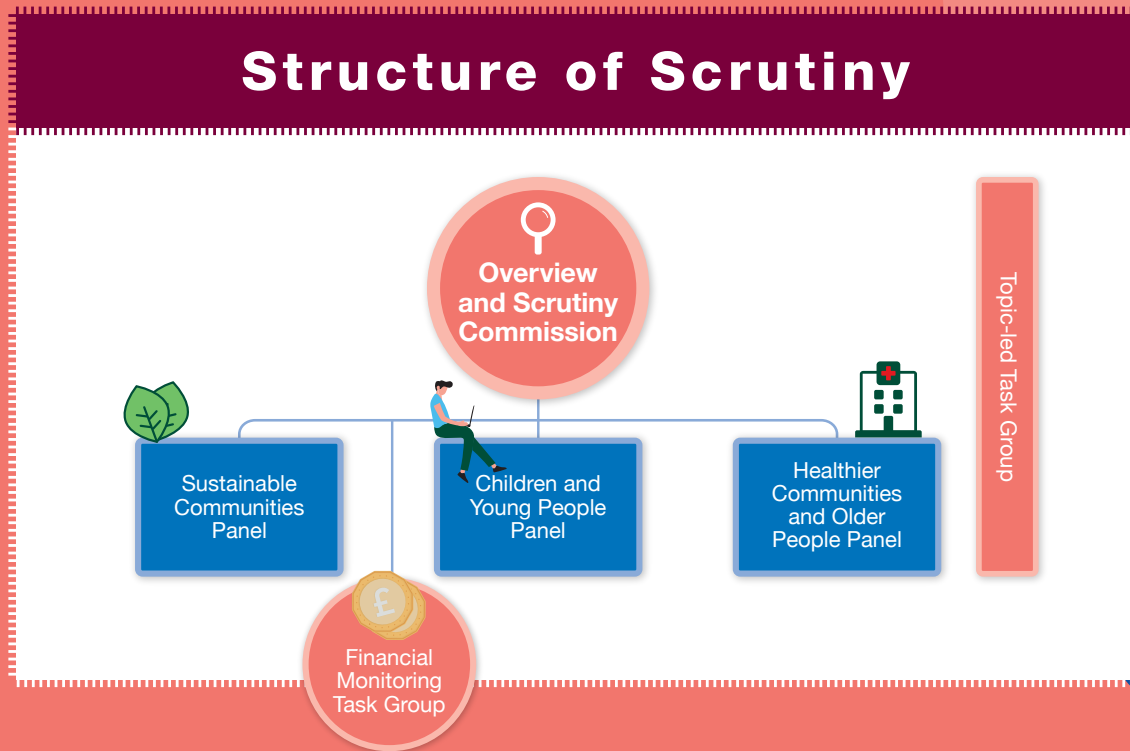 Structure of Scrutiny
Overview
and Scrutiny
Commission
Topic-led Task Group
Sustainable
Communities
Panel
Children and
Young People
Panel
Healthier
Communities
and Older
People Panel
£
Financial
Monitoring
Task Group